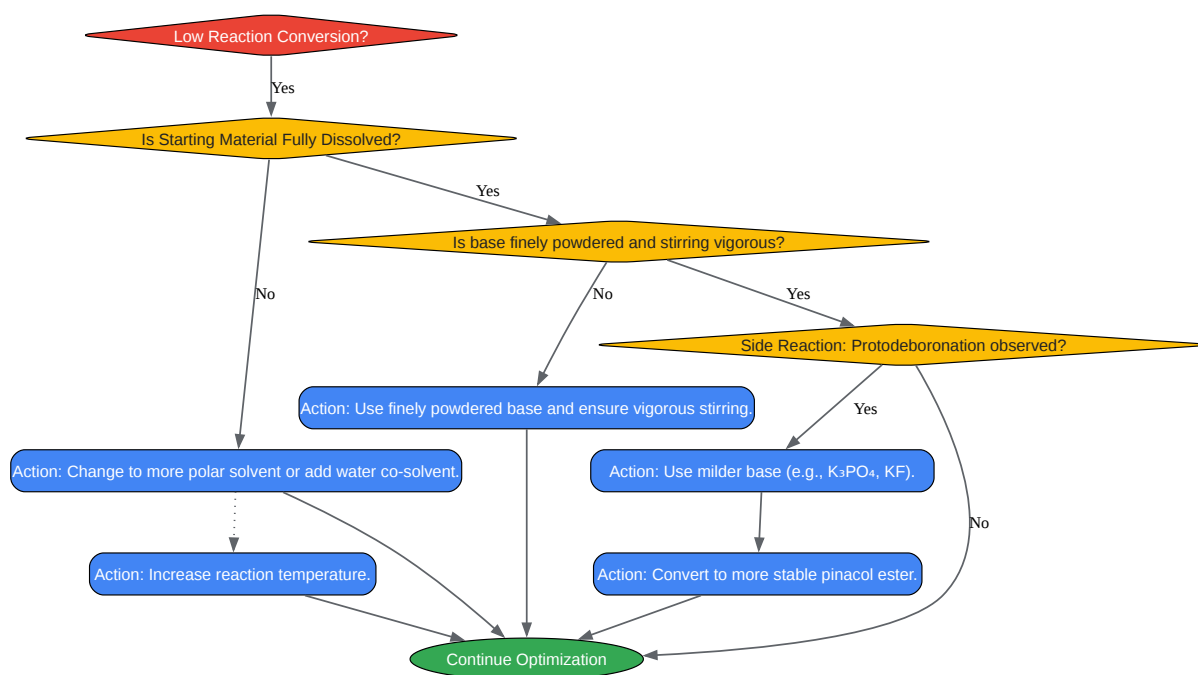 Low Reaction Conversion?
Yes
Is Starting Material Fully Dissolved?
Yes
Is base finely powdered and stirring vigorous?
No
No
Yes
Side Reaction: Protodeboronation observed?
Action: Use finely powdered base and ensure vigorous stirring.
Yes
Action: Change to more polar solvent or add water co-solvent.
Action: Use milder base (e.g., K₃PO₄, KF).
No
Action: Increase reaction temperature.
Action: Convert to more stable pinacol ester.
Continue Optimization